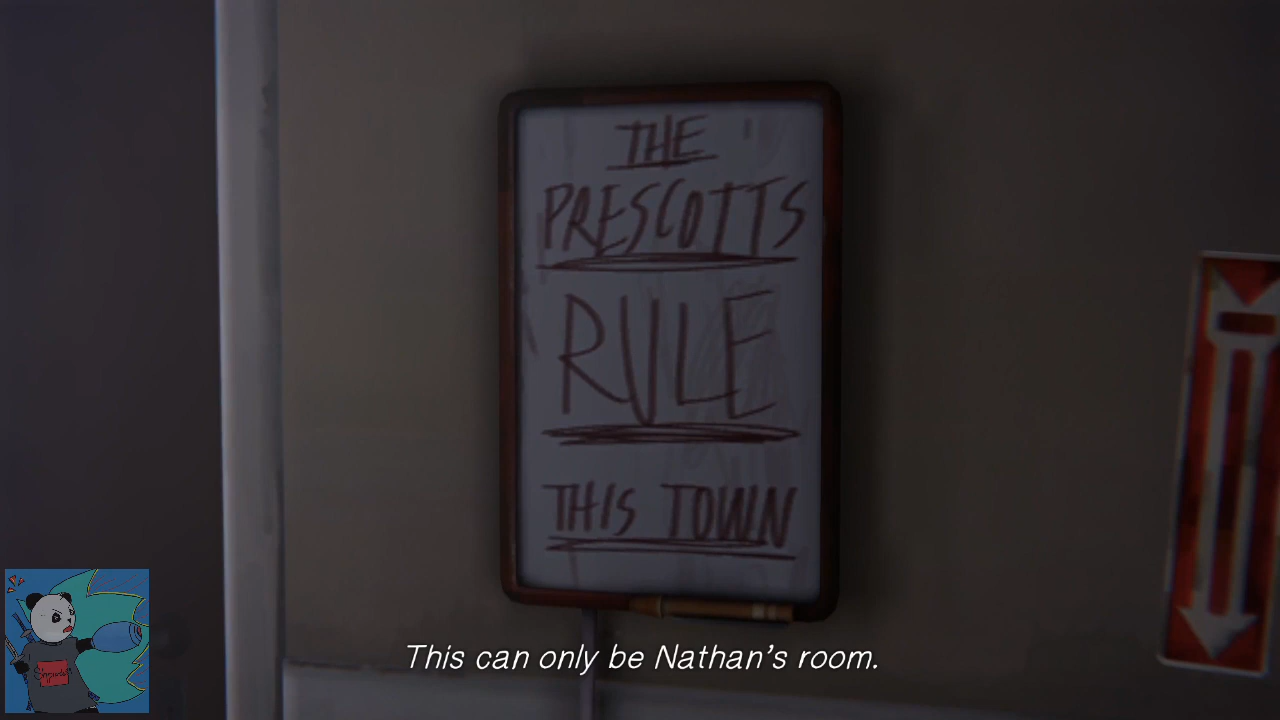 THE
PRESCOTTS
RULE
THIS TOWN
This can only be Nathan's room.